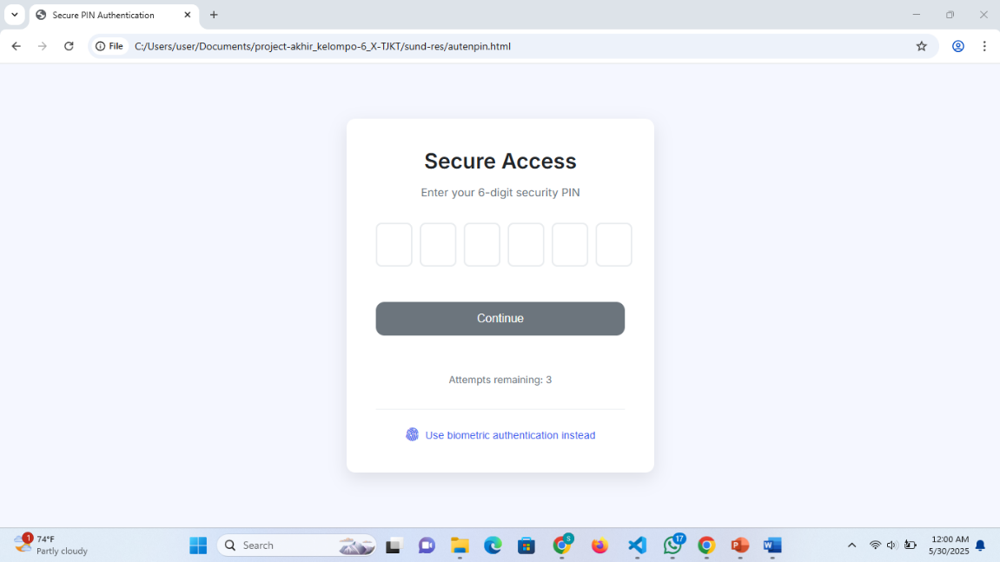 Secure PIN Authentication
File
C:/Users/user/Documents/project-akhir_kelompo-6_X-TJKT/sund-res/autenpin.html
Secure Access
Enter your 6-digit security PIN
Continue
Attempts remaining: 3
Use biometric authentication instead
1
74°F
Partly cloudy
Search
S
17
12:00 AM
5/30/2025